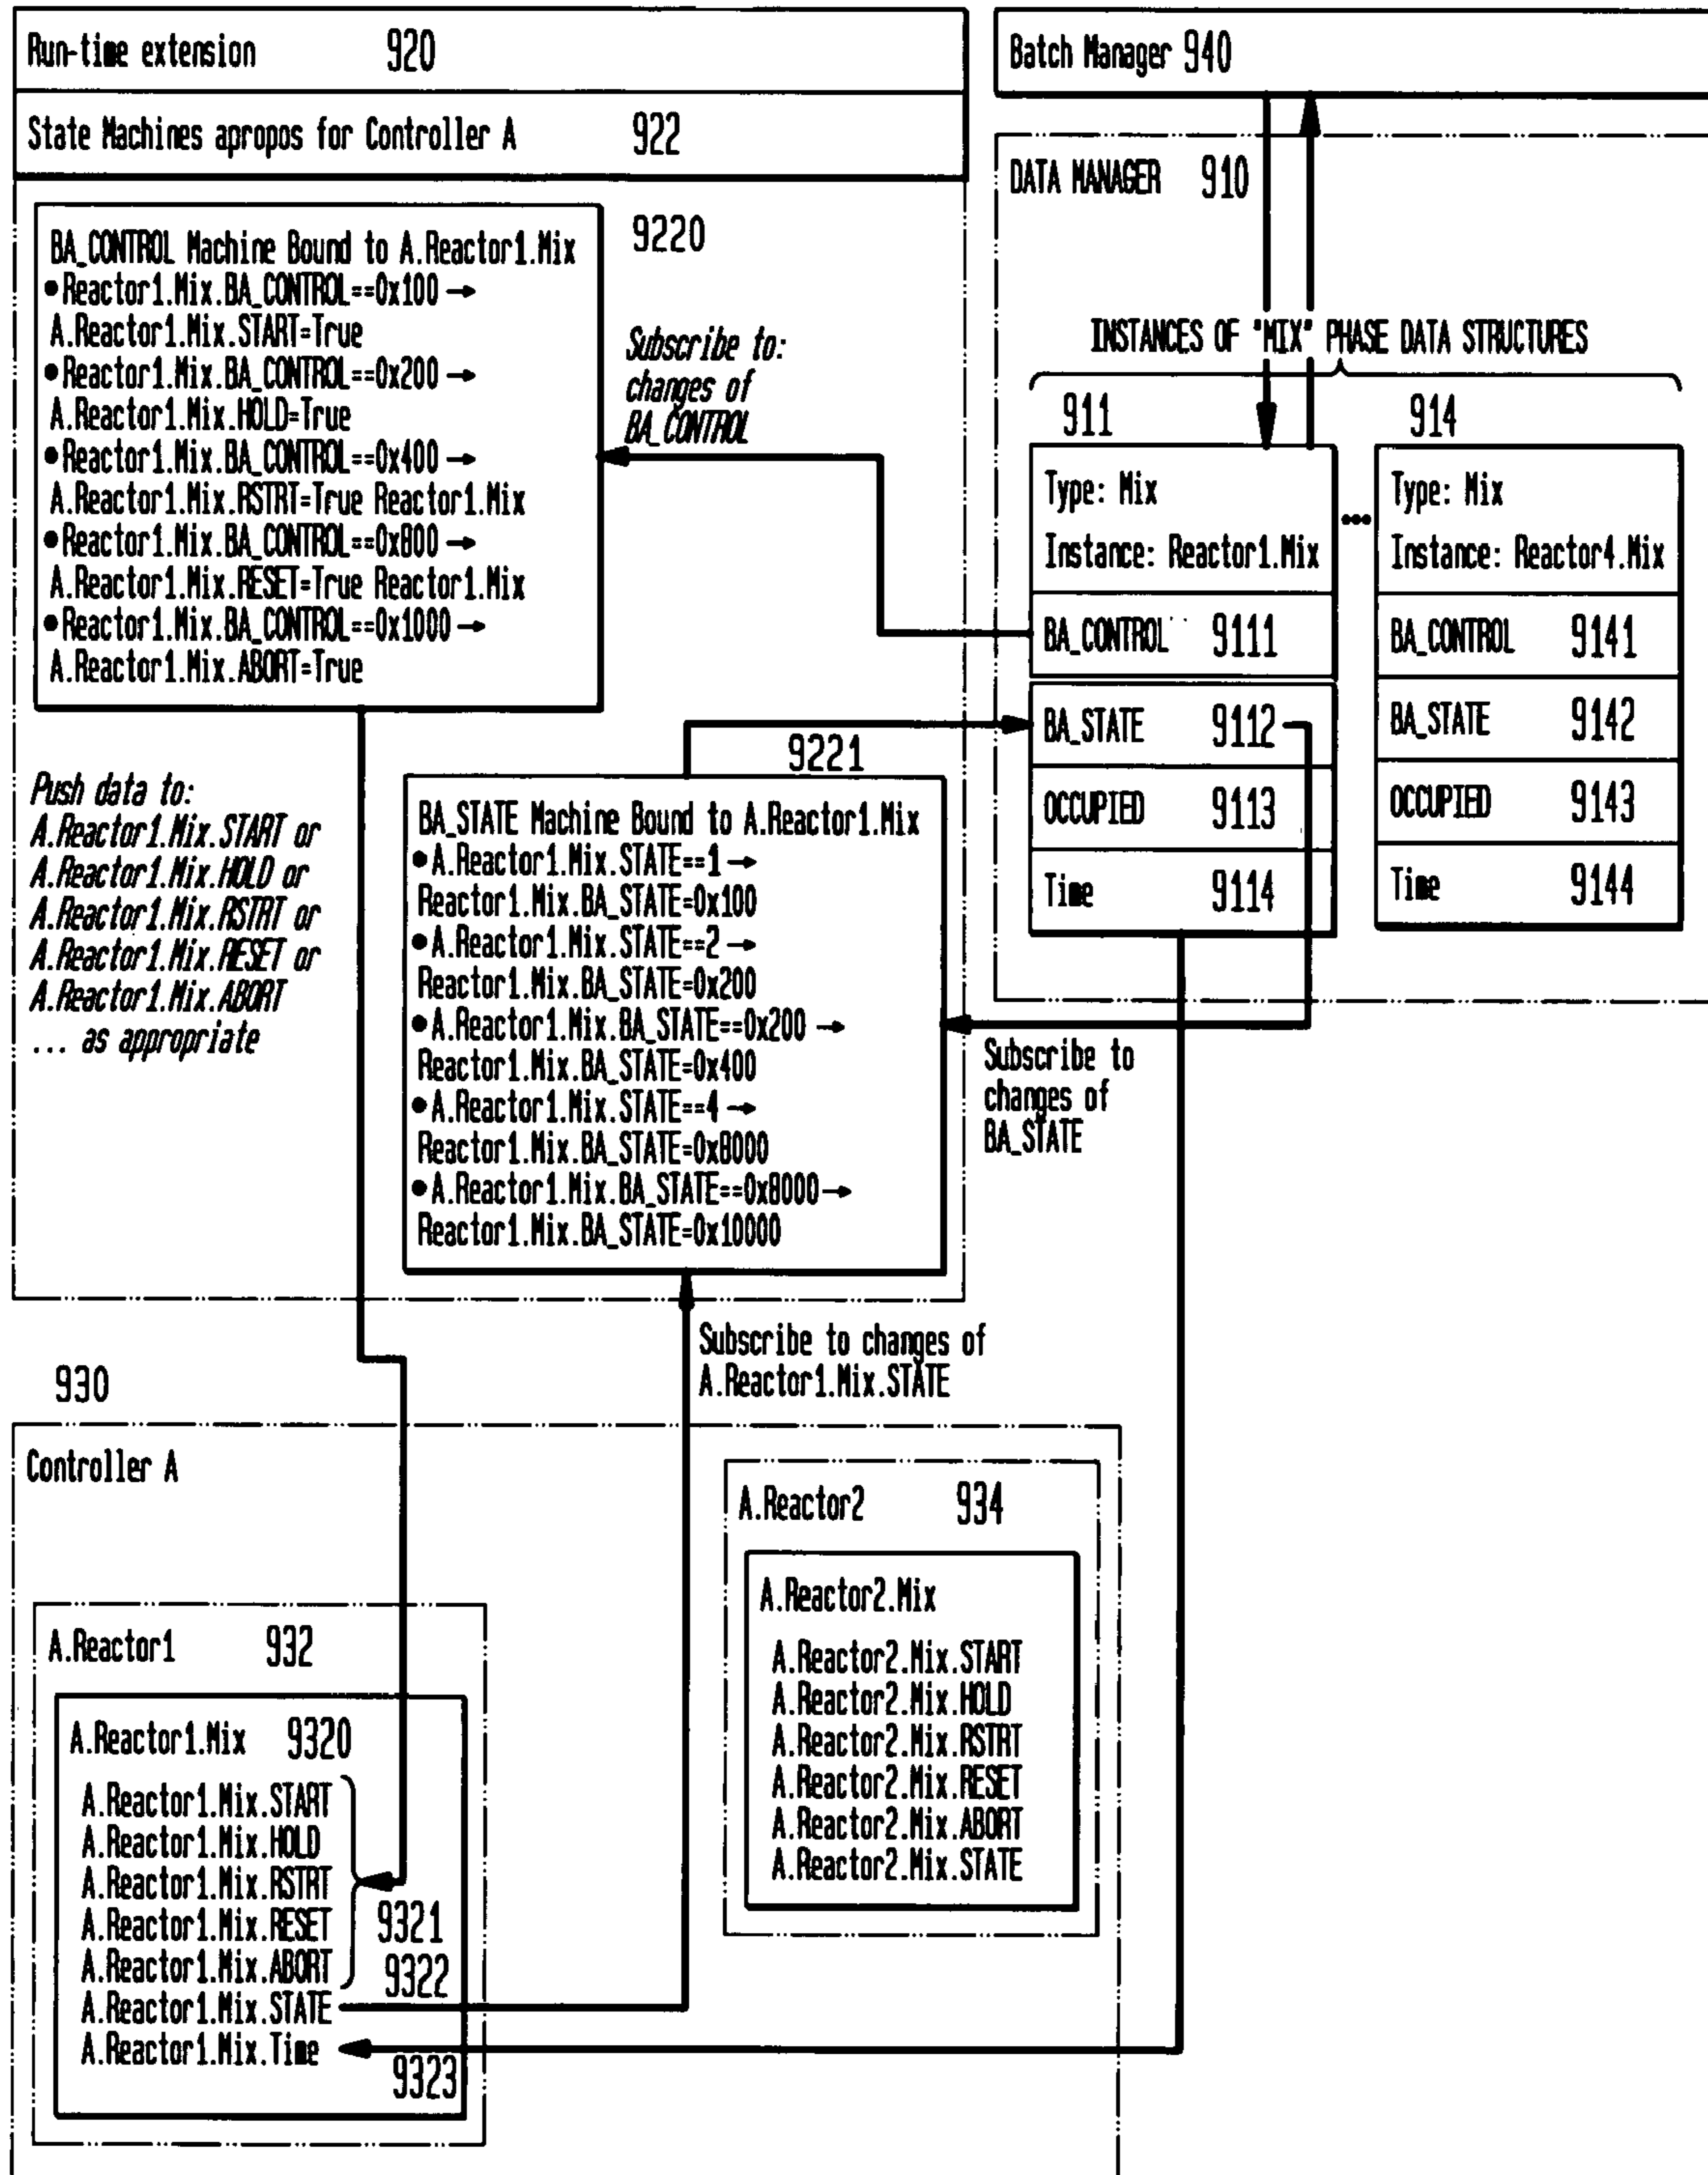 Run-time extension 920
State Machines apropos for Controller A 922
9220
BA_CONTROL Machine Bound to A.Reactor1.Mix
•Reactor1.Mix.BA_CONTROL==0x100→
A.Reactor1.Mix.START=True
•Reactor1.Mix.BA_CONTROL==0x200→
A.Reactor1.Mix.HOLD=True
•Reactor1.Mix.BA_CONTROL==0x400→
A.Reactor1.Mix.RSTRT=True Reactor1.Mix
•Reactor1.Mix.BA_CONTROL==0x800→
A.Reactor1.Mix.RESET=True Reactor1.Mix
•Reactor1.Mix.BA_CONTROL==0x1000→
A.Reactor1.Mix.ABORT=True
Subscribe to:
changes of
BA_CONTROL
Push data to:
A.Reactor1.Mix.START or
A.Reactor1.Mix.HOLD or
A.Reactor1.Mix.RSTRT or
A.Reactor1.Mix.RESET or
A.Reactor1.Mix.ABORT
... as appropriate
9221
BA_STATE Machine Bound to A.Reactor1.Mix
•A.Reactor1.Mix.STATE==1→
Reactor1.Mix.BA_STATE=0x100
•A.Reactor1.Mix.STATE==2→
Reactor1.Mix.BA_STATE=0x200
•A.Reactor1.Mix.BA_STATE==0x200→
Reactor1.Mix.BA_STATE=0x400
•A.Reactor1.Mix.STATE==4→
Reactor1.Mix.BA_STATE=0x8000
•A.Reactor1.Mix.BA_STATE==0x8000→
Reactor1.Mix.BA_STATE=0x10000
Batch Manager 940
DATA MANAGER 910
INSTANCES OF "MIX" PHASE DATA STRUCTURES
911
Type: Mix
Instance: Reactor1.Mix
BA_CONTROL 9111
BA_STATE 9112
OCCUPIED 9113
Time 9114
...
914
Type: Mix
Instance: Reactor4.Mix
BA_CONTROL 9141
BA_STATE 9142
OCCUPIED 9143
Time 9144
Subscribe to
changes of
BA_STATE
Subscribe to changes of
A.Reactor1.Mix.STATE
930
Controller A
A.Reactor1 932
A.Reactor1.Mix 9320
A.Reactor1.Mix.START
A.Reactor1.Mix.HOLD
A.Reactor1.Mix.RSTRT
A.Reactor1.Mix.RESET 9321
A.Reactor1.Mix.ABORT 9322
A.Reactor1.Mix.STATE
A.Reactor1.Mix.Time
9323
A.Reactor2 934
A.Reactor2.Mix
A.Reactor2.Mix.START
A.Reactor2.Mix.HOLD
A.Reactor2.Mix.RSTRT
A.Reactor2.Mix.RESET
A.Reactor2.Mix.ABORT
A.Reactor2.Mix.STATE